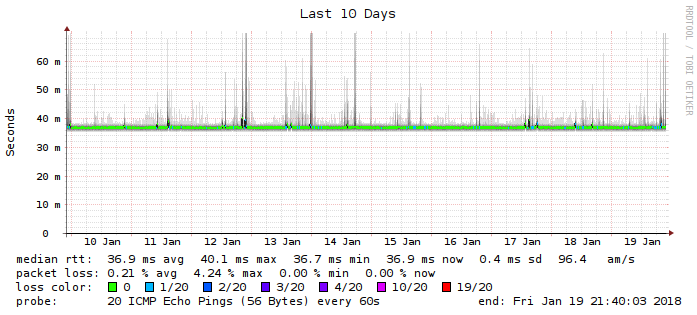 Last 10 Days
RRDTOOL / TOBI OETIKER
Seconds
60 m
50 m
40 m
30 m
20 m
10 m
0
10 Jan 11 Jan 12 Jan 13 Jan 14 Jan 15 Jan 16 Jan 17 Jan 18 Jan 19 Jan
median rtt: 36.9 ms avg 40.1 ms max 36.7 ms min 36.9 ms now 0.4 ms sd 96.4 am/s
packet loss: 0.21 % avg 4.24 % max 0.00 % min 0.00 % now
loss color: 0 1/20 2/20 3/20 4/20 10/20 19/20
probe: 20 ICMP Echo Pings (56 Bytes) every 60s end: Fri Jan 19 21:40:03 2018